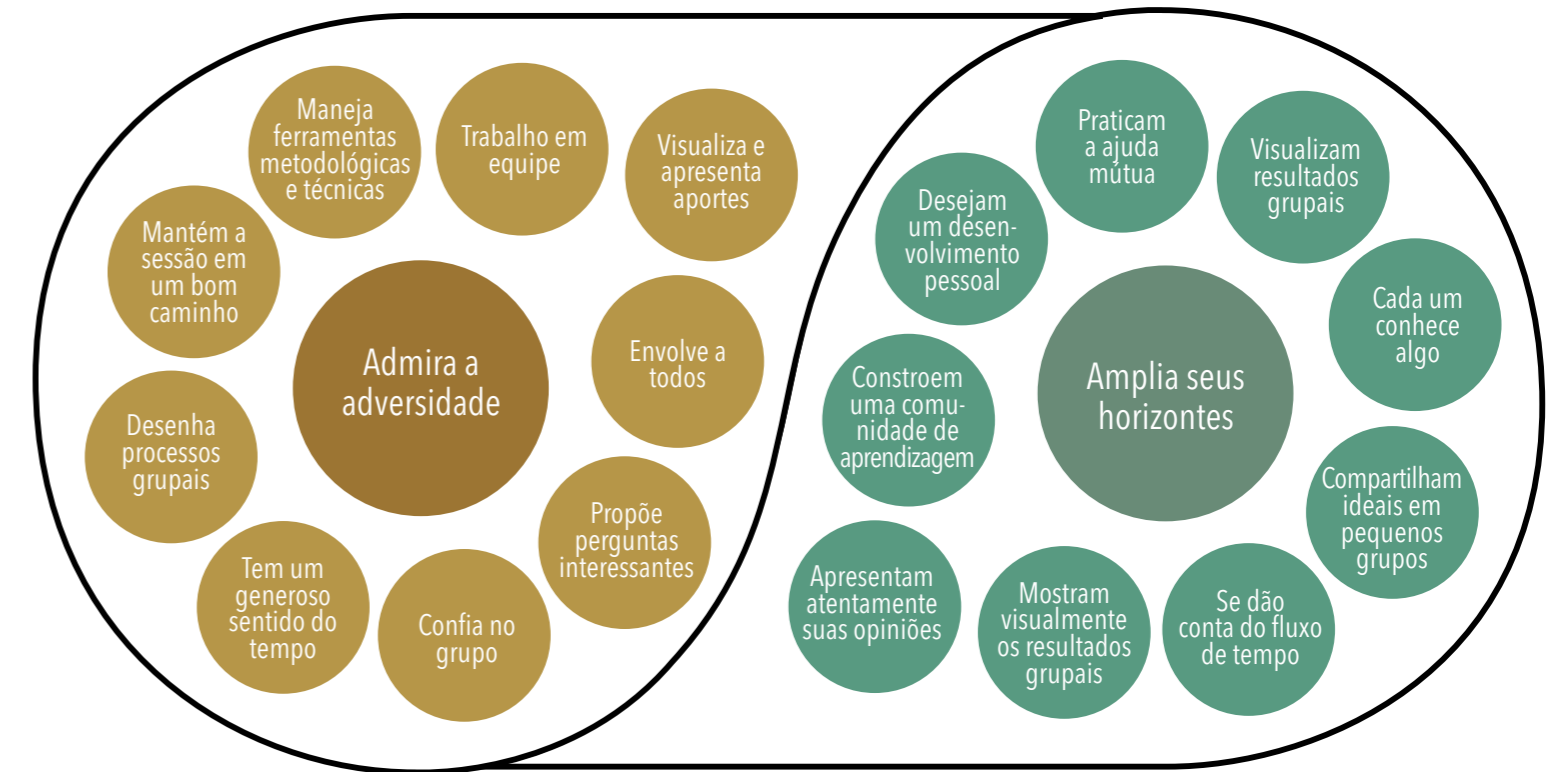 Maneja
ferramentas
metodológicas
e técnicas
Trabalho em
equipe
Visualiza e
apresenta
aportes
Mantém a
sessão em
um bom
caminho
Admira a
adversidade
Envolve a
todos
Desenha
processos
grupais
Propõe
perguntas
interessantes
Tem um
generoso
sentido do
tempo
Confia no
grupo
Praticam
a ajuda
mútua
Visualizam
resultados
grupais
Desejam
um desen-
volvimento
pessoal
Cada um
conhece
algo
Amplia seus
horizontes
Constroem
uma comu-
nidade de
aprendizagem
Compartilham
ideais em
pequenos
grupos
Apresentam
atentamente
suas opiniões
Mostram
visualmente
os resultados
grupais
Se dão
conta do fluxo
de tempo